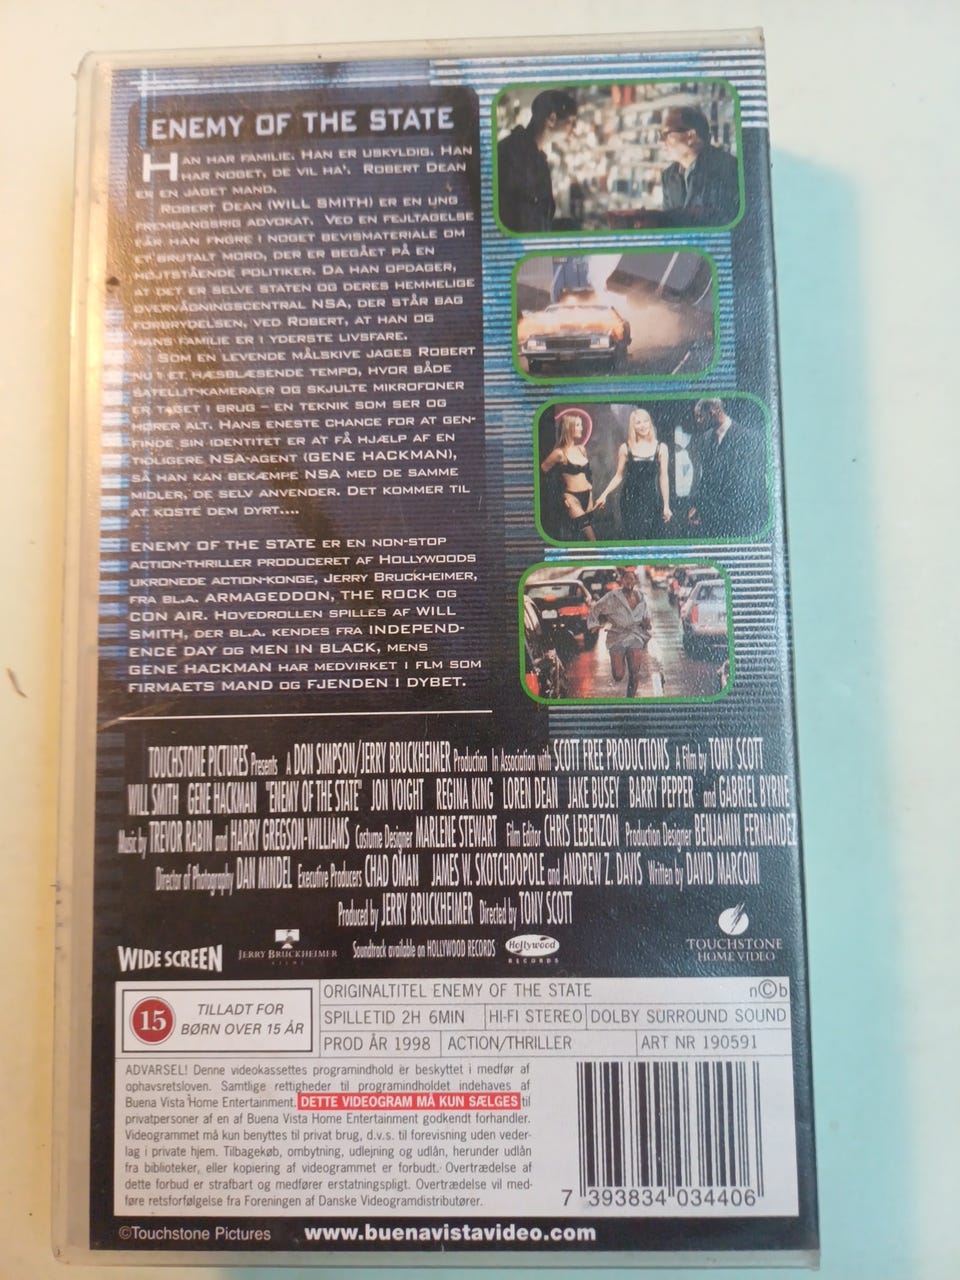 ENEMY OF THE STATE
HAN HAR FAMILIE. HAN ER USKYLDIG. HAN
HAR NOGET, DE VIL HA'. ROBERT DEAN
ER EN JAGET MAND.
ROBERT DEAN (WILL SMITH) ER EN UNG
FREMGANGSRIG ADVOKAT. VED EN FEJLTAGELSE
FÅR HAN FNGRE I NOGET BEVISMATERIALE OM
ET BRUTALT MORD, DER ER BEGÅET PÅ EN
HØJTSTÅENDE POLITIKER. DA HAN OPDAGER,
AT DET ER SELVE STATEN OG DERES HEMMELIGE
OVERVÅGNINGSCENTRAL NSA, DER STÅR BAG
FORBRYDELSEN, VED ROBERT, AT HAN OG
HANS FAMILIE ER I YDERSTE LIVSFARE.
SOM EN LEVENDE MÅLSKIVE JAGES ROBERT
NU I ET HÆSBLÆSENDE TEMPO, HVOR BÅDE
SATELLIT-KAMERAER OG SKJULTE MIKROFONER
ER TAGET I BRUG – EN TEKNIK SOM SER OG
HØRER ALT. HANS ENESTE CHANCE FOR AT GEN-
FINDE SIN IDENTITET ER AT FÅ HJÆLP AF EN
TIDLIGERE NSA-AGENT (GENE HACKMAN),
SÅ HAN KAN BEKÆMPE NSA MED DE SAMME
MIDLER, DE SELV ANVENDER. DET KOMMER TIL
AT KOSTE DEM DYRT....
ENEMY OF THE STATE ER EN NON-STOP
ACTION-THRILLER PRODUCERET AF HOLLYWOODS
UKRONEDE ACTION-KONGE, JERRY BRUCKHEIMER,
FRA BL.A. ARMAGEDDON, THE ROCK OG
CON AIR. HOVEDROLLEN SPILLES AF WILL
SMITH, DER BL.A. KENDES FRA INDEPEND-
ENCE DAY OG MEN IN BLACK, MENS
GENE HACKMAN HAR MEDVIRKET I FLM SOM
FIRMAETS MAND OG FJENDEN I DYBET.
TOUCHSTONE PICTURES Presents A DON SIMPSON/JERRY BRUCKHEIMER Production In Association with SCOTT FREE PRODUCTIONS A Film by TONY SCOTT
WILL SMITH GENE HACKMAN "ENEMY OF THE STATE" JON VOIGHT REGINA KING LOREN DEAN JAKE BUSEY BARRY PEPPER and GABRIEL BYRNE
Music by TREVOR RABIN and HARRY GREGSON-WILLIAMS Costume Designer MARLENE STEWART Film Editor CHRIS LEBENZON Production Designer BENJAMIN FERNANDEZ
Director of Photography DAN MINDEL Executive Producers CHAD OMAN JAMES W. SKOTCHDOPOLE and ANDREW Z. DAVIS Written by DAVID MARCONI
Produced by JERRY BRUCKHEIMER Directed by TONY SCOTT
WIDE SCREEN
JERRY BRUCKHEIMER
FILMS
Soundtrack available on HOLLYWOOD RECORDS
Hollywood
RECORDS
TOUCHSTONE
HOME VIDEO
15
TILLADT FOR
BØRN OVER 15 ÅR
ORIGINALTITEL ENEMY OF THE STATE
n©b
SPILLETID 2H 6MIN HI-FI STEREO DOLBY SURROUND SOUND
PROD ÅR 1998 ACTION/THRILLER ART NR 190591
ADVARSEL! Denne videokassettes programindhold er beskyttet i medfør af
ophavsretsloven. Samtlige rettigheder til programindholdet indehaves af
Buena Vista Home Entertainment. DETTE VIDEOGRAM MÅ KUN SÆLGES til
privatpersoner af en af Buena Vista Home Entertainment godkendt forhandler.
Videogrammet må kun benyttes til privat brug, d.v.s. til forevisning uden veder-
lag i private hjem. Tilbagekøb, ombytning, udlejning og udlån, herunder udlån
fra biblioteker, eller kopiering af videogrammet er forbudt. Overtrædelse af
dette forbud er strafbart og medfører erstatningspligt. Overtrædelse vil med-
føre retsforfølgelse fra Foreningen af Danske Videogramdistributører.
7 393834 034406
©Touchstone Pictures
www.buenavistavideo.com